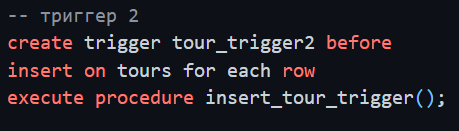 -- триггер 2
create trigger tour_trigger2 before
insert on tours for each row
execute procedure insert_tour_trigger();